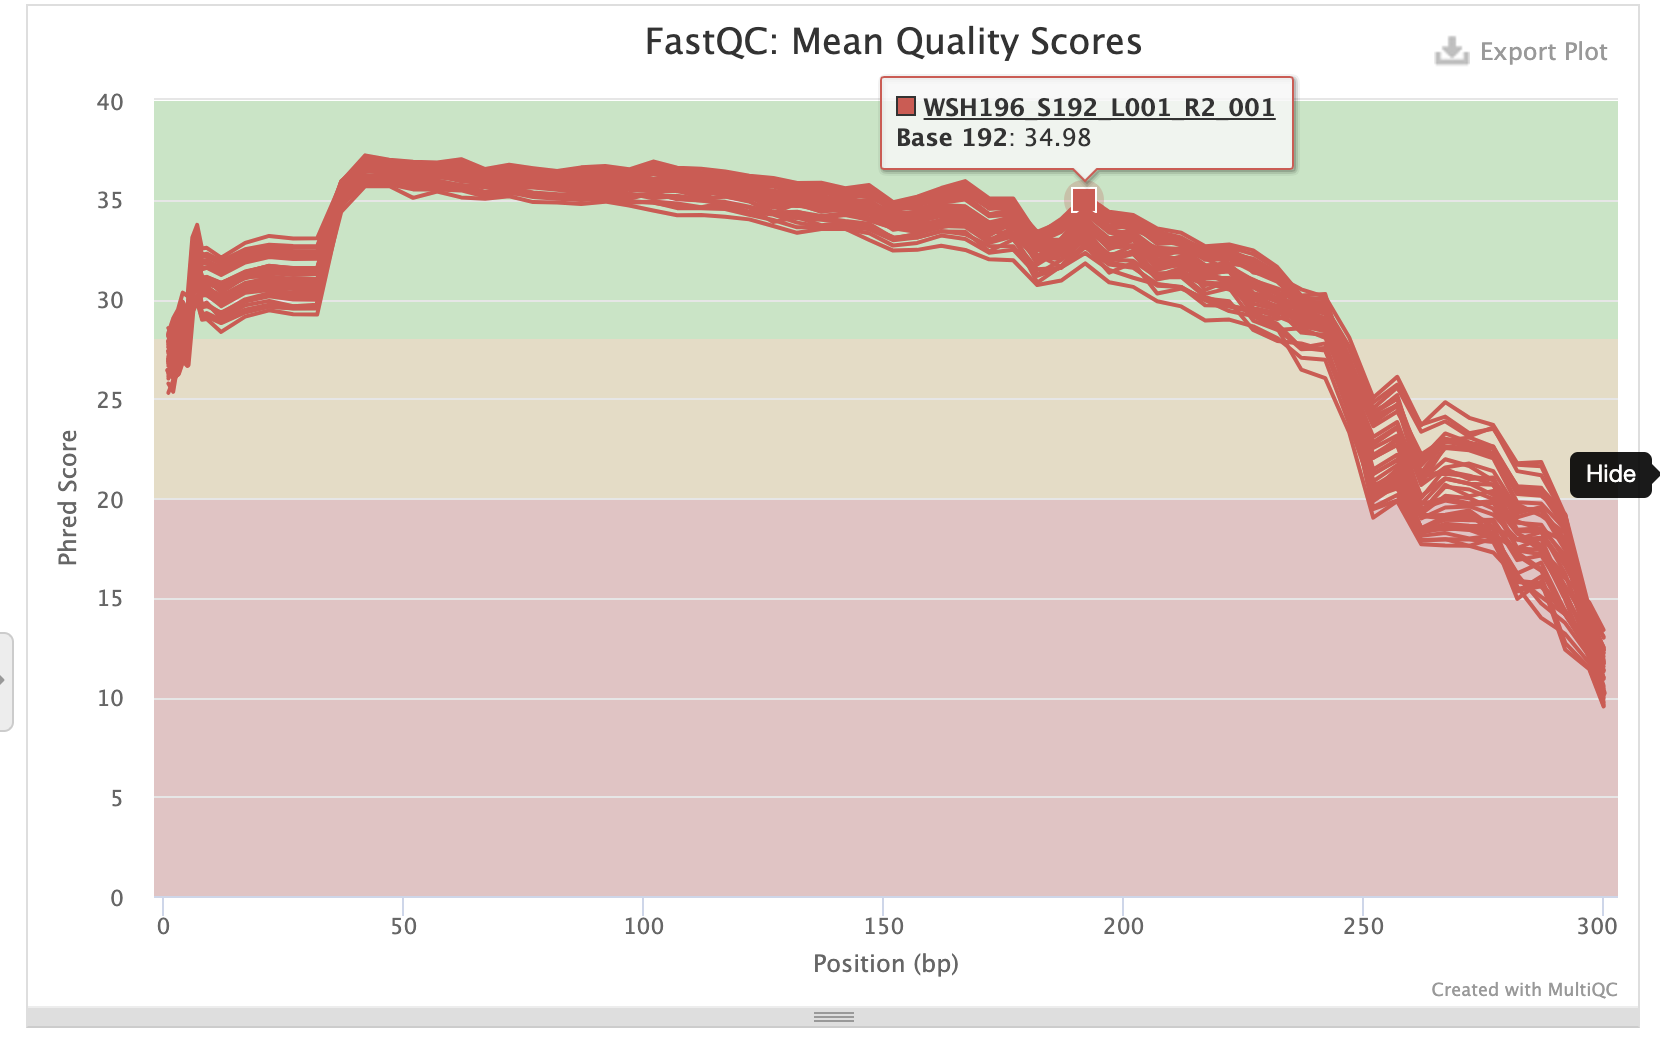 FastQC: Mean Quality Scores
Export Plot
WSH196_S192_L001_R2_001
Base 192: 34.98
40
35
30
25
20
15
10
5
0
Phred Score
Hide
0 50 100 150 200 250 300
Position (bp)
Created with MultiQC